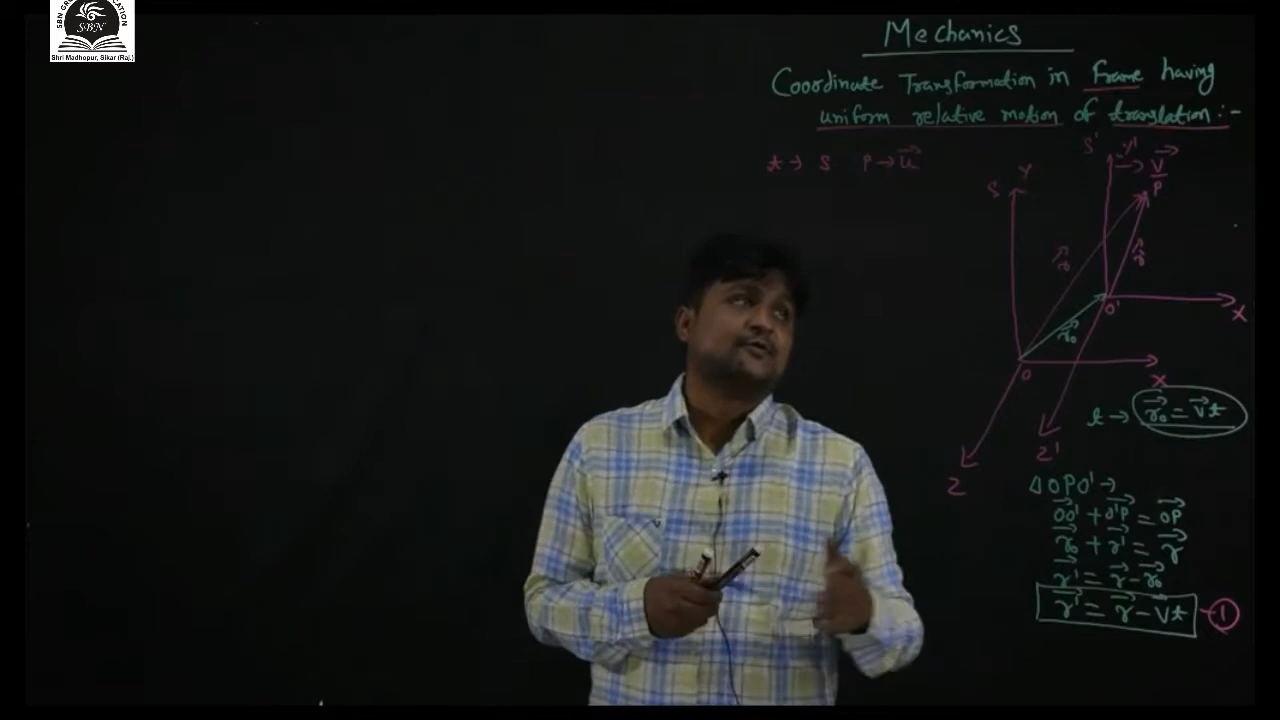 SBN
Shri Madhopur, Sikar (Raj.)
Mechanics
Coordinate Transformation in Frame having
uniform relative motion of translation :-
t → S P → u⃗
S Y
S' Y' → V⃗
P
r⃗
O'
r⃗₀
O
X
X
Z
Z'
t → r⃗₀ = v⃗t
Δ OPO' →
OO'⃗ + O'P⃗ = OP⃗
r⃗₀ + r⃗' = r⃗
r⃗' = r⃗ - r⃗₀
r⃗' = r⃗ - v⃗t - ①